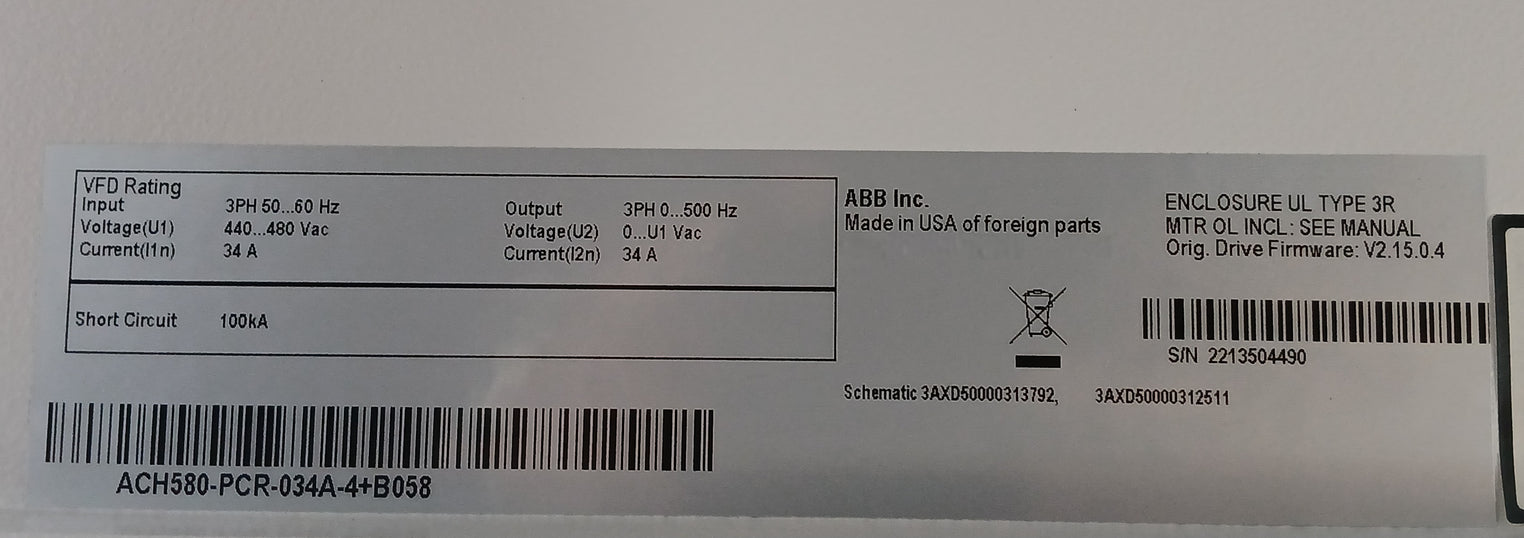 VFD Rating
Input 3PH 50...60 Hz Output 3PH 0...500 Hz
Voltage(U1) 440...480 Vac Voltage(U2) 0...U1 Vac
Current(I1n) 34 A Current(I2n) 34 A
Short Circuit 100kA
ACH580-PCR-034A-4+B058
ABB Inc.
Made in USA of foreign parts
ENCLOSURE UL TYPE 3R
MTR OL INCL: SEE MANUAL
Orig. Drive Firmware: V2.15.0.4
S/N 2213504490
Schematic 3AXD50000313792, 3AXD50000312511